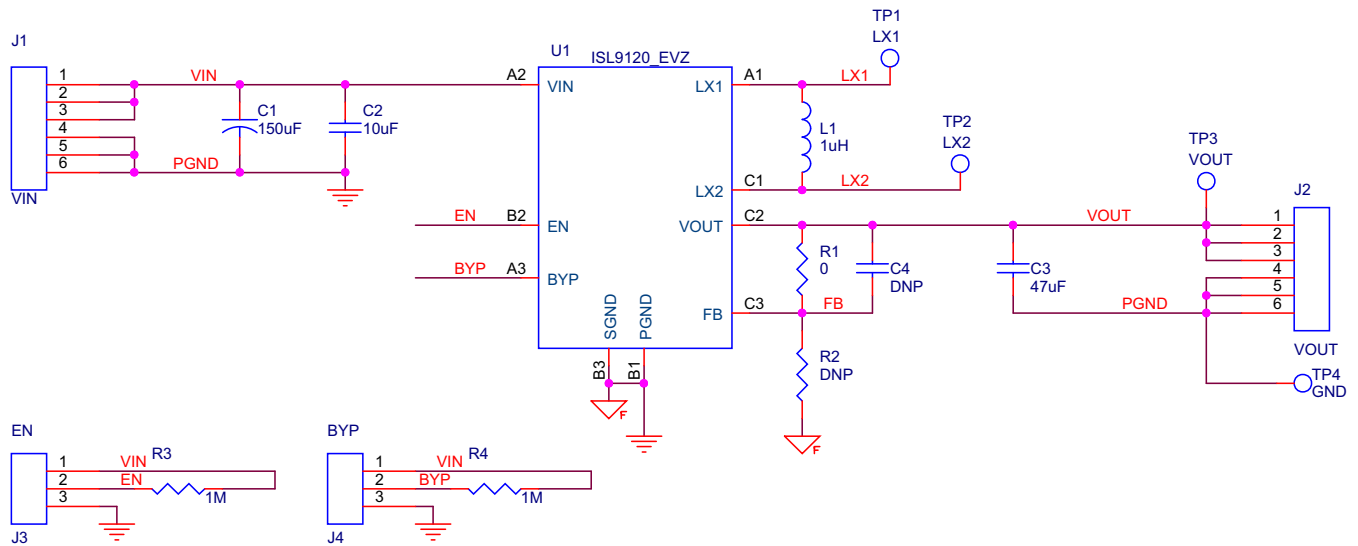 J1
1
2
3
4
5
6
VIN
VIN
PGND
C1
150uF
C2
10uF
U1
ISL9120_EVZ
A2
VIN
B2
EN
EN
A3
BYP
BYP
SGND
PGND
B3
B1
F
LX1
A1
LX1
LX2
C1
LX2
VOUT
C2
VOUT
FB
C3
FB
TP1
LX1
L1
1uH
TP2
LX2
R1
0
C4
DNP
R2
DNP
F
C3
47uF
PGND
TP3
VOUT
J2
1
2
3
4
5
6
VOUT
TP4
GND
EN
1
2
3
VIN
EN
R3
1M
J3
BYP
1
2
3
VIN
BYP
R4
1M
J4